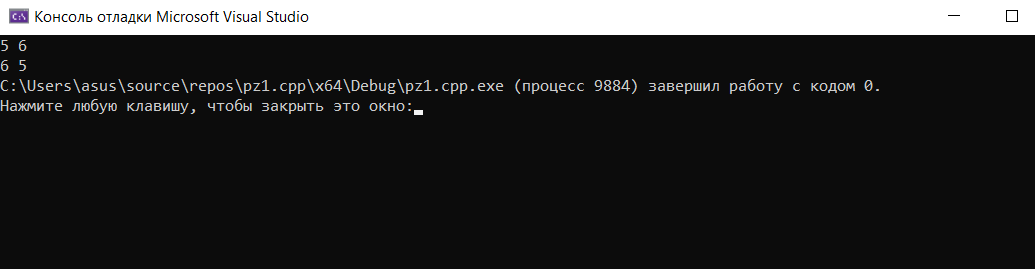 Консоль отладки Microsoft Visual Studio
5 6
6 5
C:\Users\asus\source\repos\pz1.cpp\x64\Debug\pz1.cpp.exe (процесс 9884) завершил работу с кодом 0.
Нажмите любую клавишу, чтобы закрыть это окно: